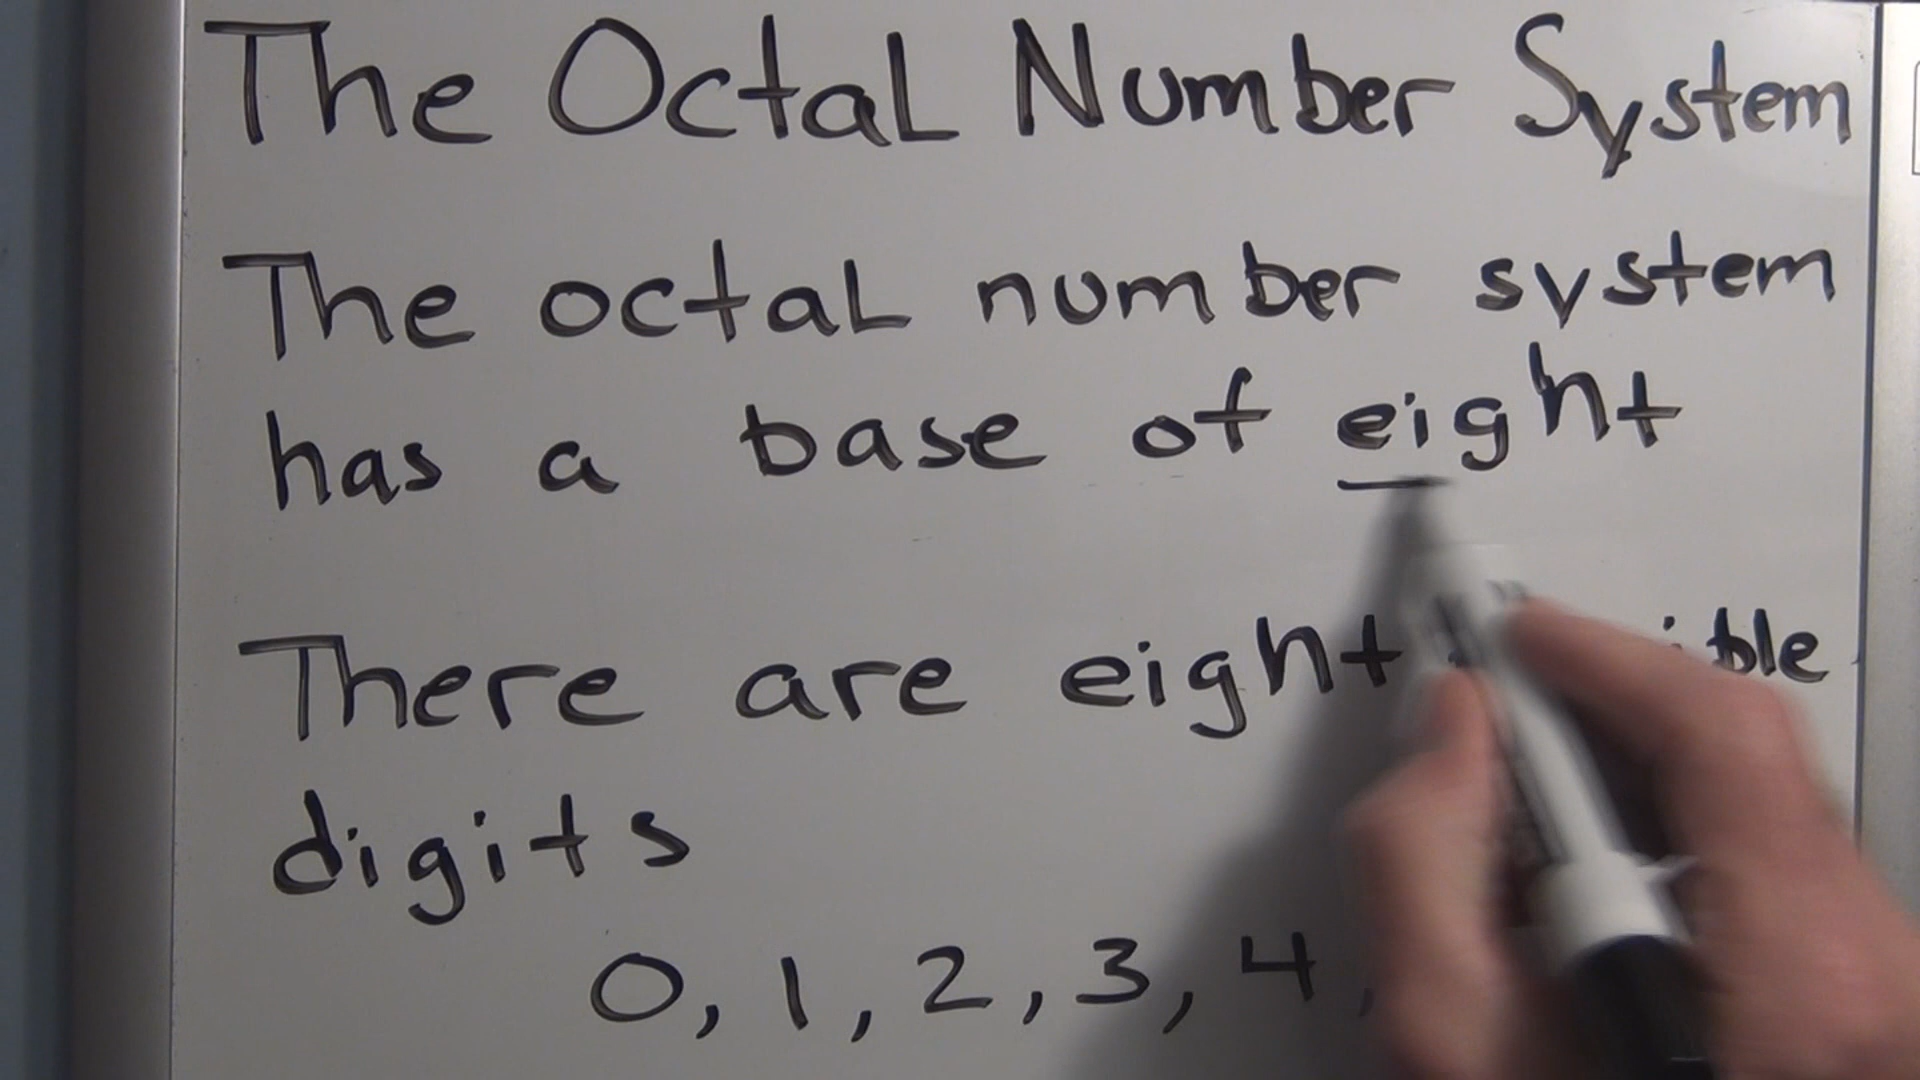 The Octal Number System
The octal number system
has a base of eight
There are eight
digits
0, 1, 2, 3, 4,